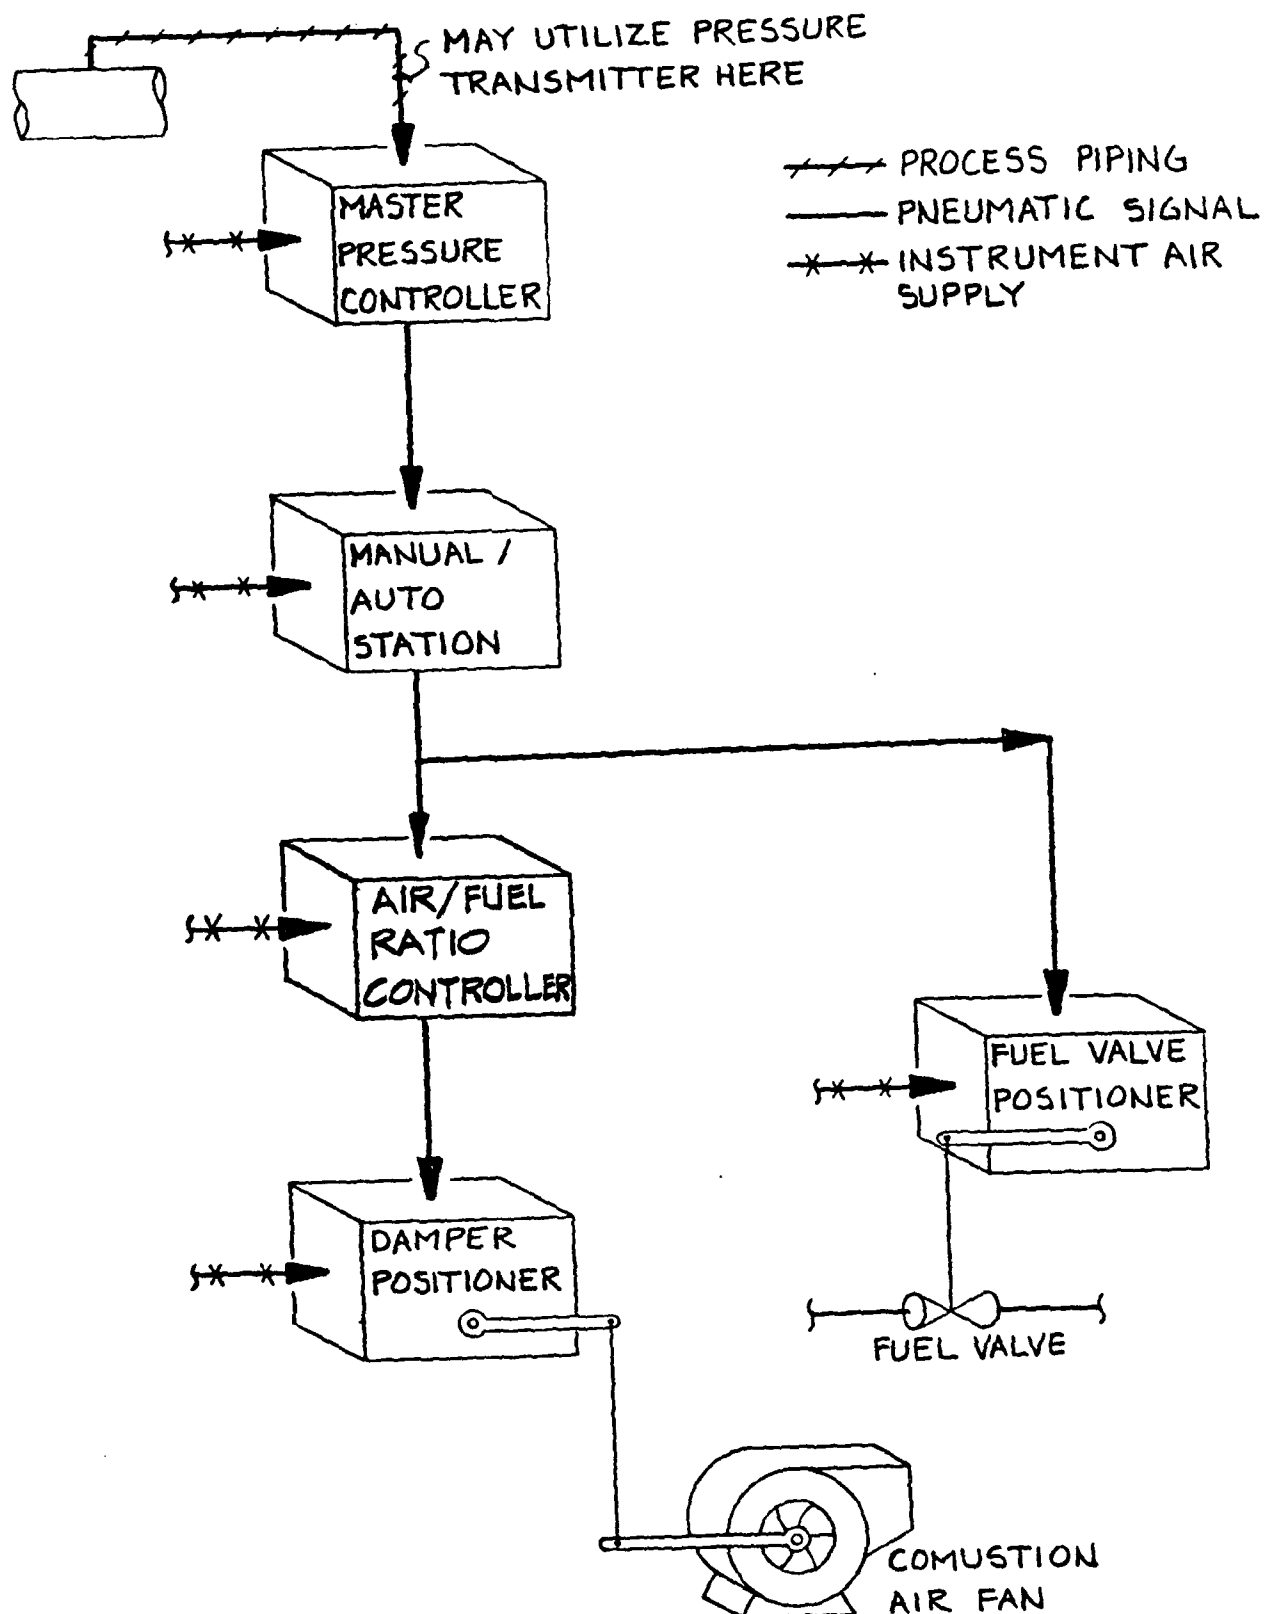 MAY UTILIZE PRESSURE
TRANSMITTER HERE
PROCESS PIPING
PNEUMATIC SIGNAL
INSTRUMENT AIR
SUPPLY
MASTER
PRESSURE
CONTROLLER
MANUAL /
AUTO
STATION
AIR/FUEL
RATIO
CONTROLLER
FUEL VALVE
POSITIONER
DAMPER
POSITIONER
FUEL VALVE
COMUSTION
AIR FAN